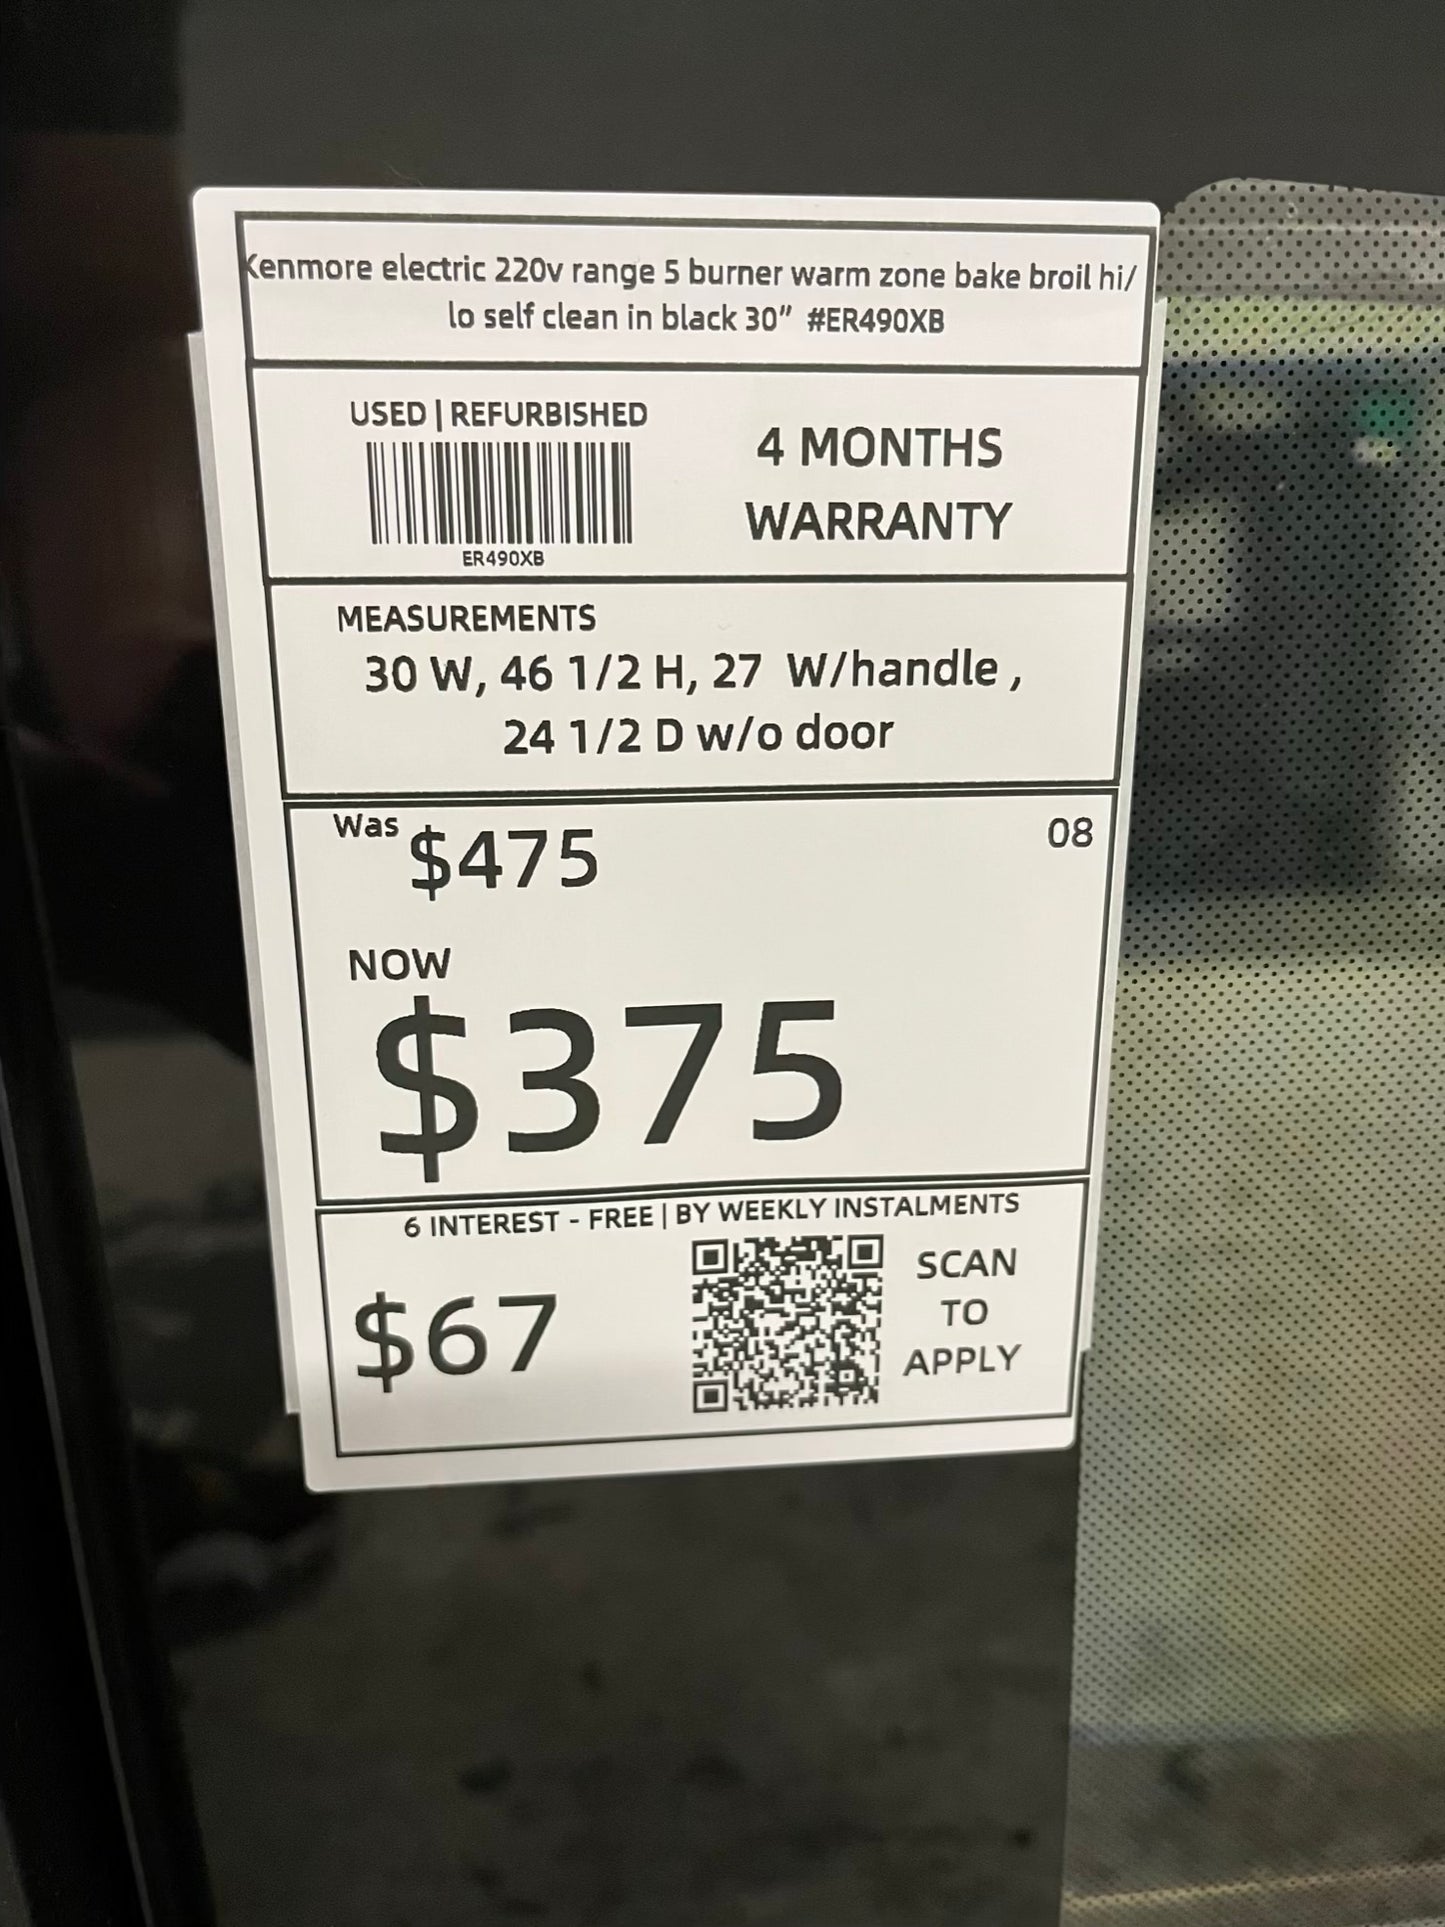 Kenmore electric 220v range 5 burner warm zone bake broil hi/
lo self clean in black 30” #ER490XB
USED | REFURBISHED
ER490XB
4 MONTHS
WARRANTY
MEASUREMENTS
30 W, 46 1/2 H, 27 W/handle ,
24 1/2 D w/o door
Was $475
08
NOW
$375
6 INTEREST - FREE | BY WEEKLY INSTALMENTS
$67
SCAN
TO
APPLY